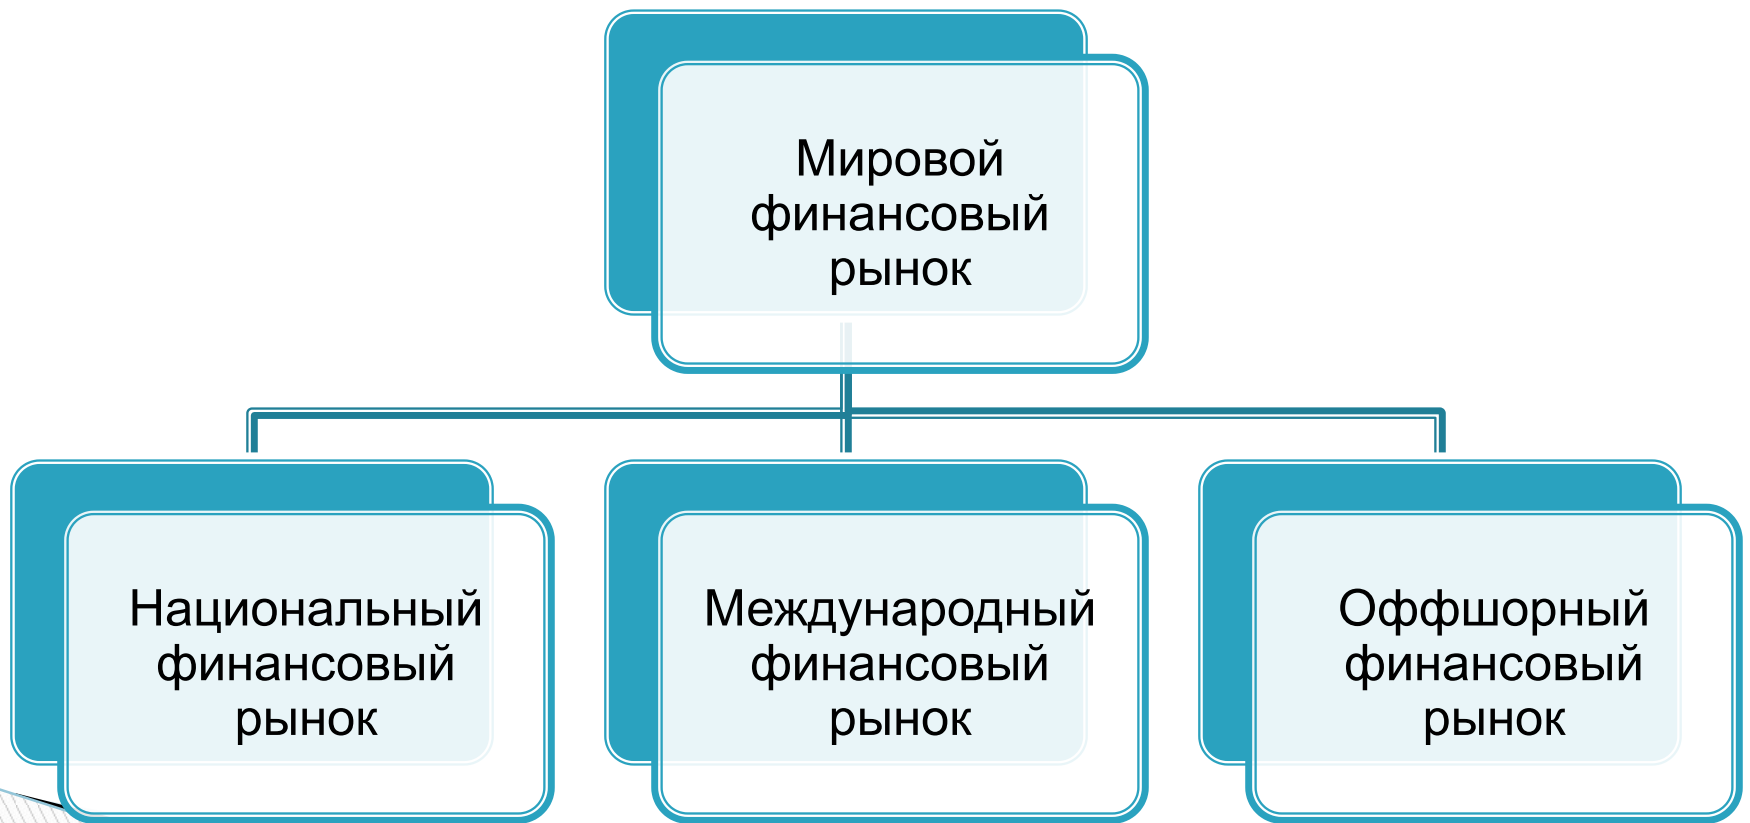 Мировой
финансовый
рынок
Национальный
финансовый
рынок
Международный
финансовый
рынок
Оффшорный
финансовый
рынок